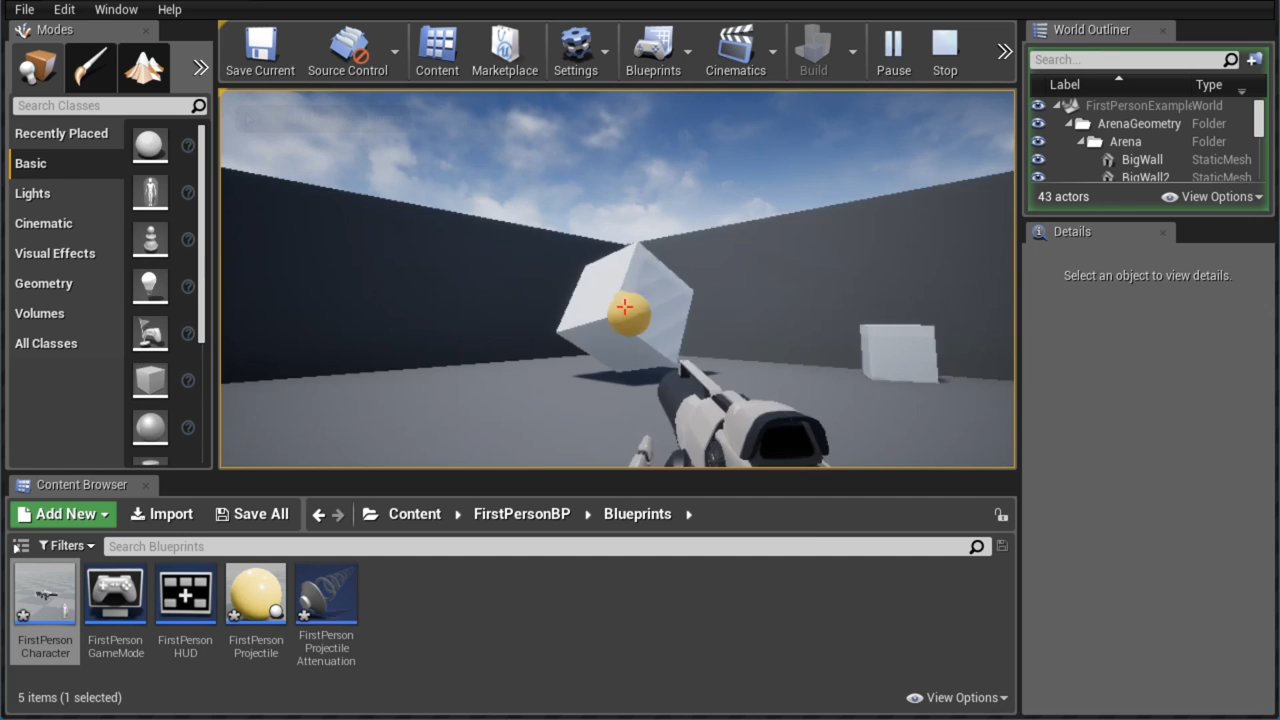 File Edit Window Help
Modes
Save Current
Source Control
Content
Marketplace
Settings
Blueprints
Cinematics
Build
Pause
Stop
World Outliner
Search...
Label Type
FirstPersonExample World
ArenaGeometry Folder
Arena Folder
BigWall StaticMesh
BigWall2 StaticMesh
43 actors
View Options
Search Classes
Recently Placed
Basic
Lights
Cinematic
Visual Effects
Geometry
Volumes
All Classes
Details
Select an object to view details.
Content Browser
Add New Import Save All Content FirstPersonBP Blueprints
Filters Search Blueprints
FirstPerson
Character
FirstPerson
GameMode
FirstPerson
HUD
FirstPerson
Projectile
FirstPerson
Projectile
Attenuation
5 items (1 selected)
View Options